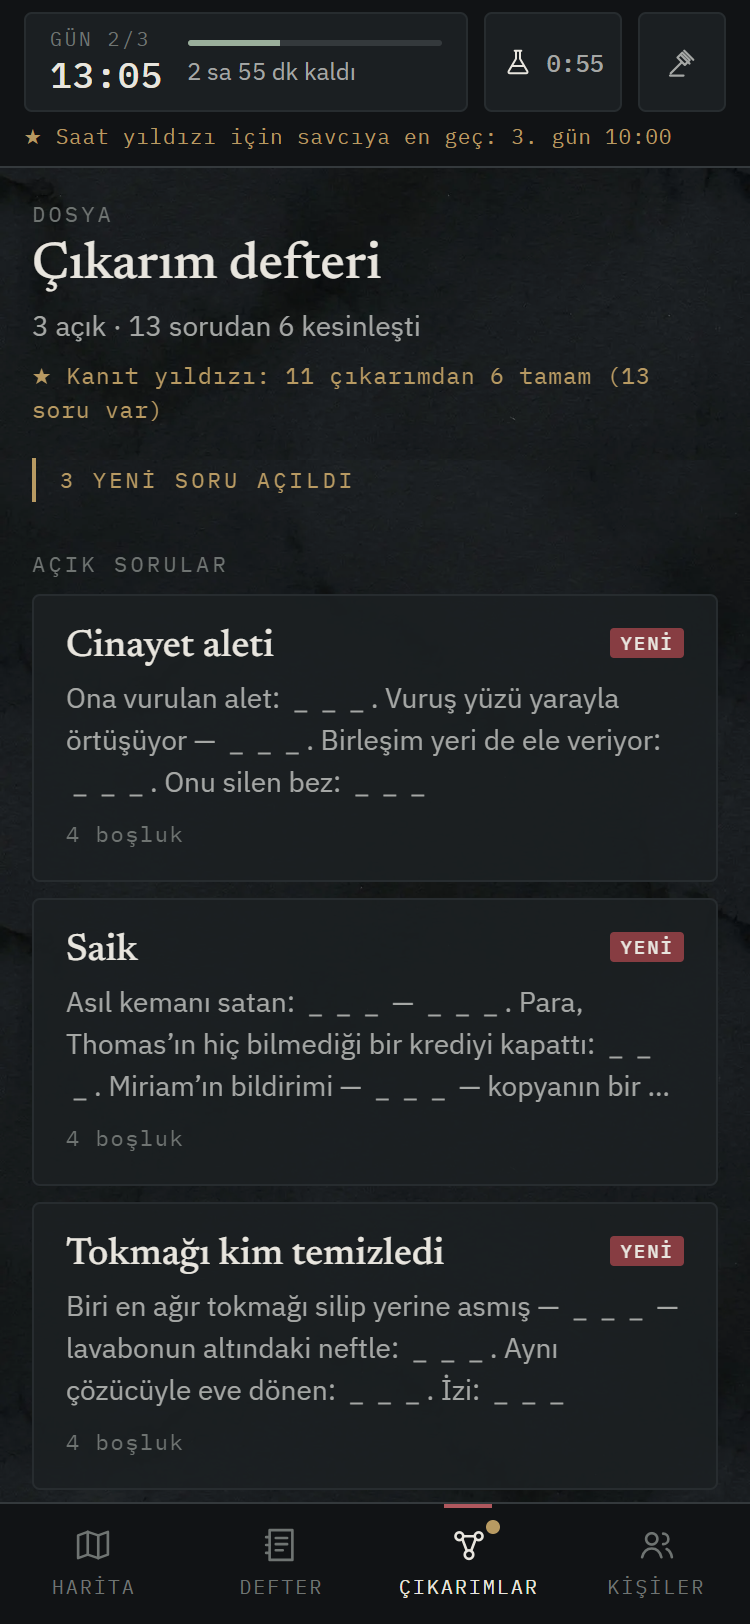 GÜN 2/3
13:05
2 sa 55 dk kaldı
0:55
★ Saat yıldızı için savcıya en geç: 3. gün 10:00
DOSYA
Çıkarım defteri
3 açık · 13 sorudan 6 kesinleşti
★ Kanıt yıldızı: 11 çıkarımdan 6 tamam (13
soru var)
3 YENİ SORU AÇILDI
AÇIK SORULAR
Cinayet aleti
YENİ
Ona vurulan alet: _ _ _. Vuruş yüzü yarayla
örtüşüyor — _ _ _. Birleşim yeri de ele veriyor:
_ _ _. Onu silen bez: _ _ _
4 boşluk
Saik
YENİ
Asıl kemanı satan: _ _ _ — _ _ _. Para,
Thomas’ın hiç bilmediği bir krediyi kapattı: _ _
_. Miriam’ın bildirimi — _ _ _ — kopyanın bir ...
4 boşluk
Tokmağı kim temizledi
YENİ
Biri en ağır tokmağı silip yerine asmış — _ _ _ —
lavabonun altındaki neftle: _ _ _. Aynı
çözücüyle eve dönen: _ _ _. İzi: _ _ _
4 boşluk
HARİTA
DEFTER
ÇIKARIMLAR
KİŞİLER